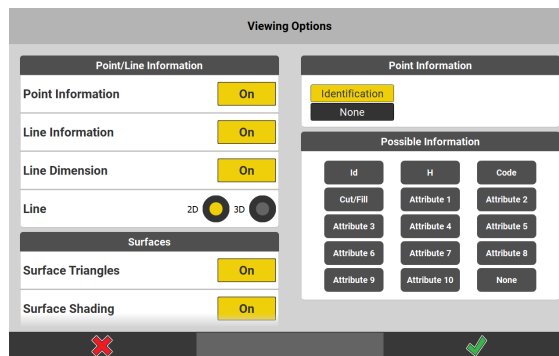 Viewing Options
Point/Line Information
Point Information On
Line Information On
Line Dimension On
Line 2D 3D
Surfaces
Surface Triangles On
Surface Shading On
Point Information
Identification
None
Possible Information
Id H Code
Cut/Fill Attribute 1 Attribute 2
Attribute 3 Attribute 4 Attribute 5
Attribute 6 Attribute 7 Attribute 8
Attribute 9 Attribute 10 None